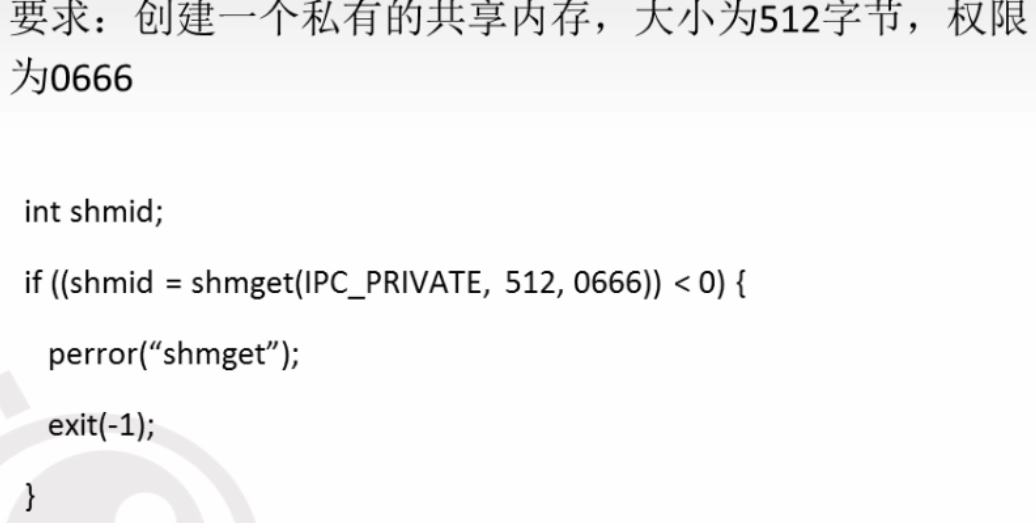 要求：创建一个私有的共享内存，大小为512字节，权限
为0666
int shmid;
if ((shmid = shmget(IPC_PRIVATE, 512, 0666)) < 0) {
perror(“shmget”);
exit(-1);
}